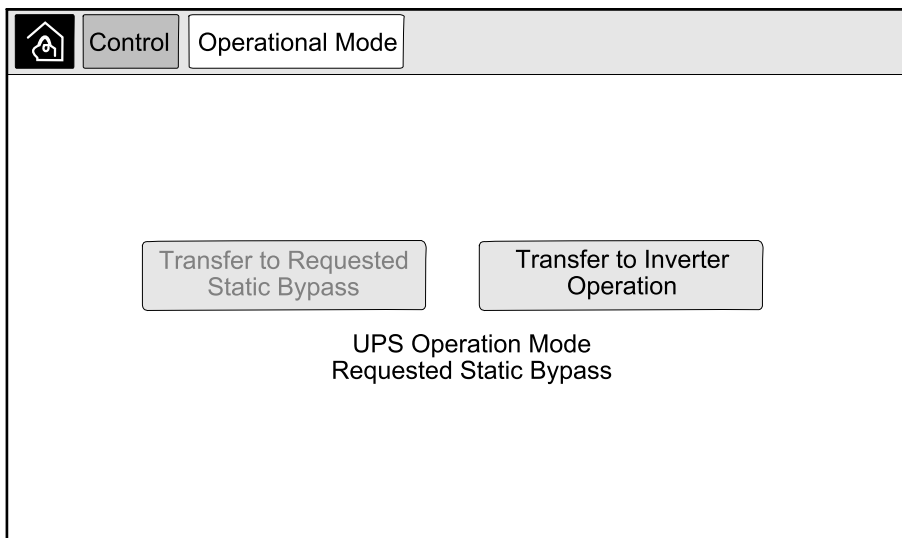 Control Operational Mode
Transfer to Requested
Static Bypass
Transfer to Inverter
Operation
UPS Operation Mode
Requested Static Bypass